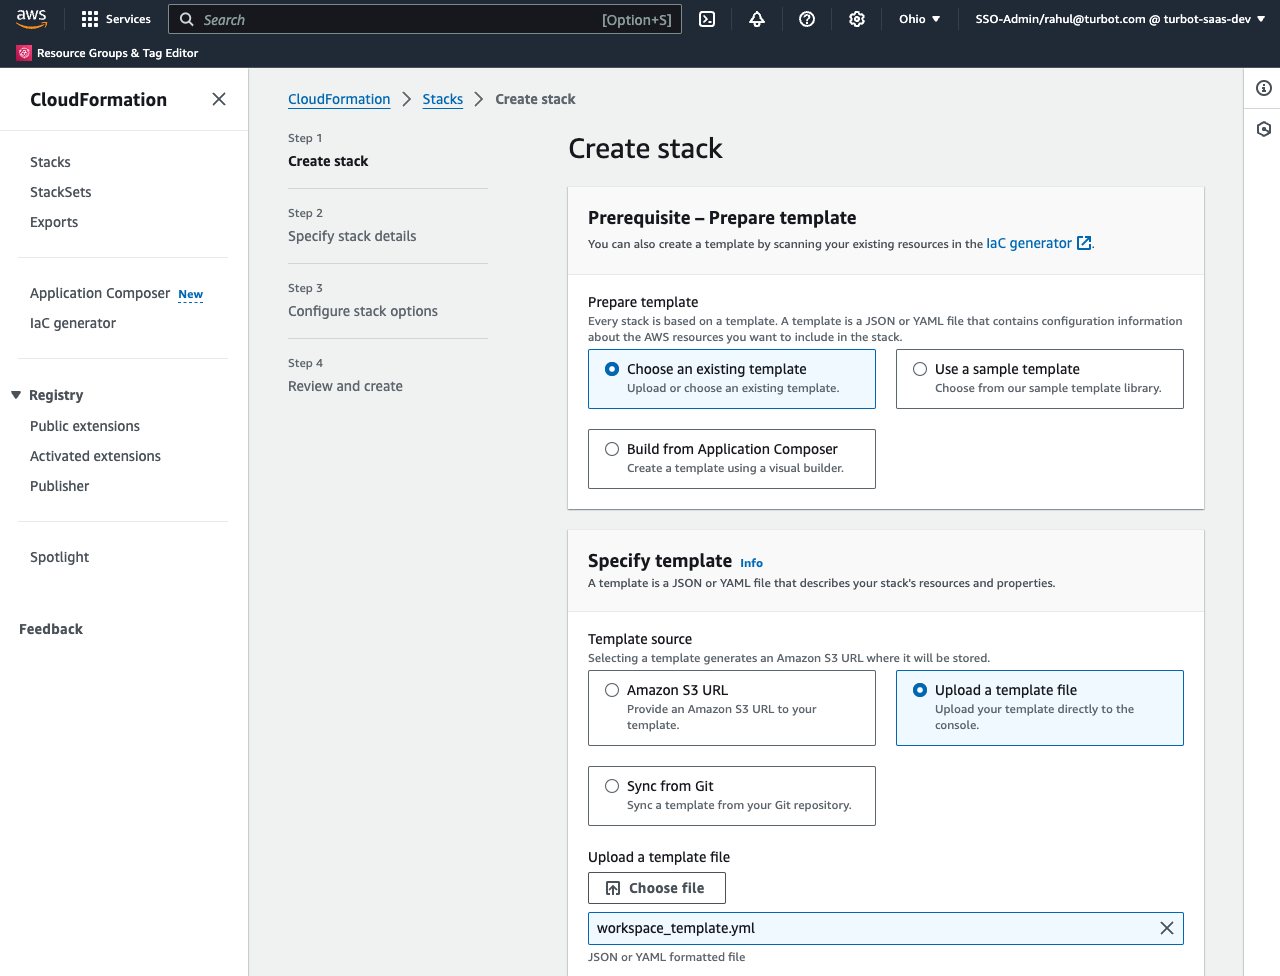 aws
Services
Search
[Option+S]
Ohio
SSO-Admin/rahul@turbot.com @ turbot-saas-dev
Resource Groups & Tag Editor
CloudFormation
Stacks
StackSets
Exports
Application Composer New
IaC generator
Registry
Public extensions
Activated extensions
Publisher
Spotlight
Feedback
CloudFormation > Stacks > Create stack
Step 1
Create stack
Step 2
Specify stack details
Step 3
Configure stack options
Step 4
Review and create
Create stack
Prerequisite – Prepare template
You can also create a template by scanning your existing resources in the IaC generator.
Prepare template
Every stack is based on a template. A template is a JSON or YAML file that contains configuration information
about the AWS resources you want to include in the stack.
Choose an existing template
Upload or choose an existing template.
Use a sample template
Choose from our sample template library.
Build from Application Composer
Create a template using a visual builder.
Specify template Info
A template is a JSON or YAML file that describes your stack's resources and properties.
Template source
Selecting a template generates an Amazon S3 URL where it will be stored.
Amazon S3 URL
Provide an Amazon S3 URL to your
template.
Upload a template file
Upload your template directly to the
console.
Sync from Git
Sync a template from your Git repository.
Upload a template file
Choose file
workspace_template.yml
JSON or YAML formatted file